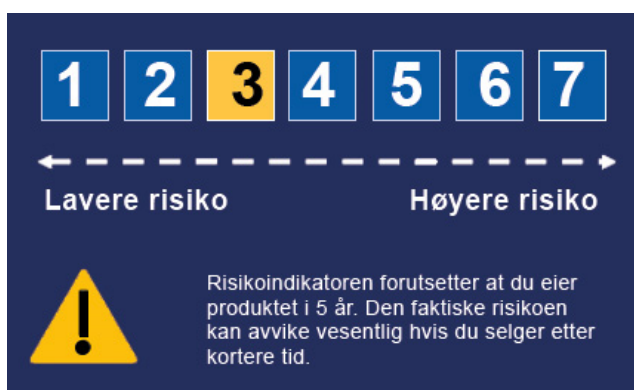 1 2 3 4 5 6 7
Lavere risiko Høyere risiko
Risikoindikatoren forutsetter at du eier
produktet i 5 år. Den faktiske risikoen
kan avvike vesentlig hvis du selger etter
kortere tid.